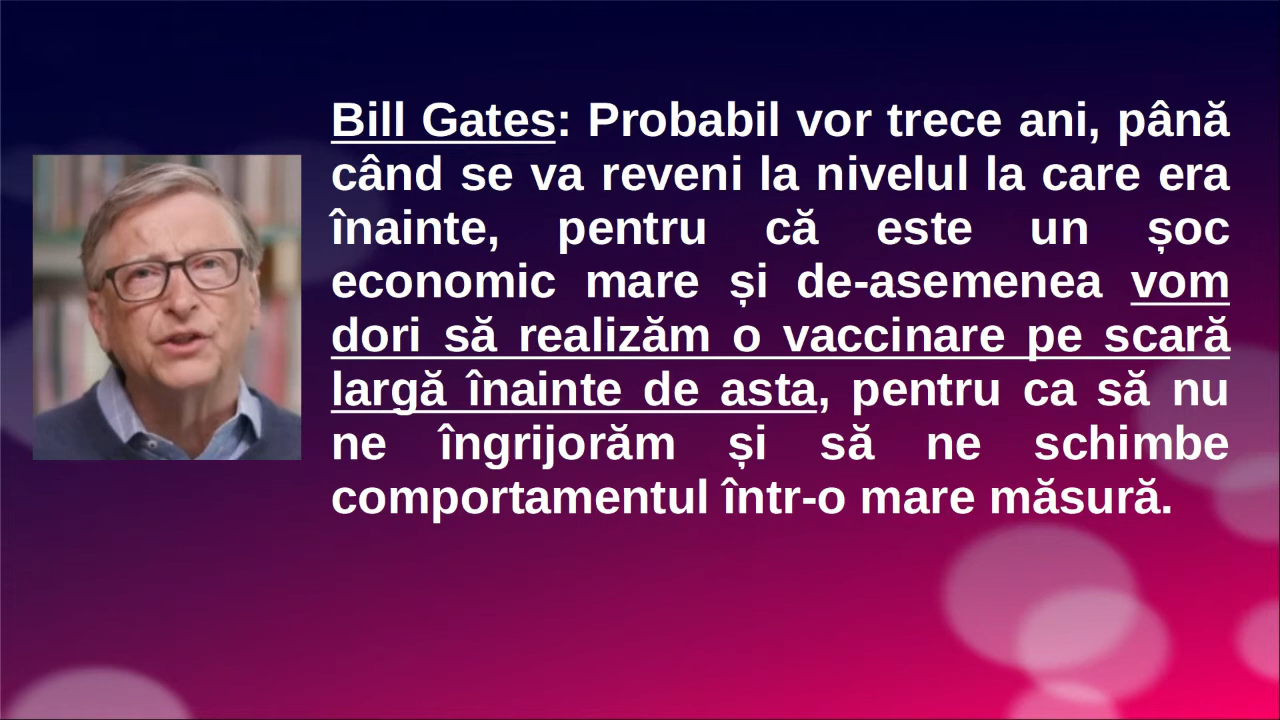 Bill Gates: Probabil vor trece ani, până
când se va reveni la nivelul la care era
înainte, pentru că este un șoc
economic mare și de-asemenea vom
dori să realizăm o vaccinare pe scară
largă înainte de asta, pentru ca să nu
ne îngrijorăm și să ne schimbe
comportamentul într-o mare măsură.